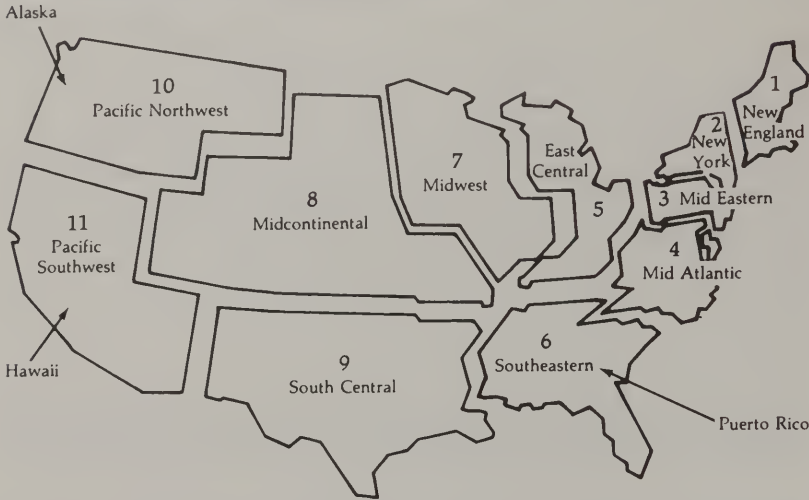 Alaska
10
Pacific Northwest
1
New
England
2
New
York
East
Central
7
Midwest
3 Mid Eastern
8
Midcontinental
5
11
Pacific
Southwest
4
Mid Atlantic
6
Southeastern
9
South Central
Hawaii
Puerto Rico